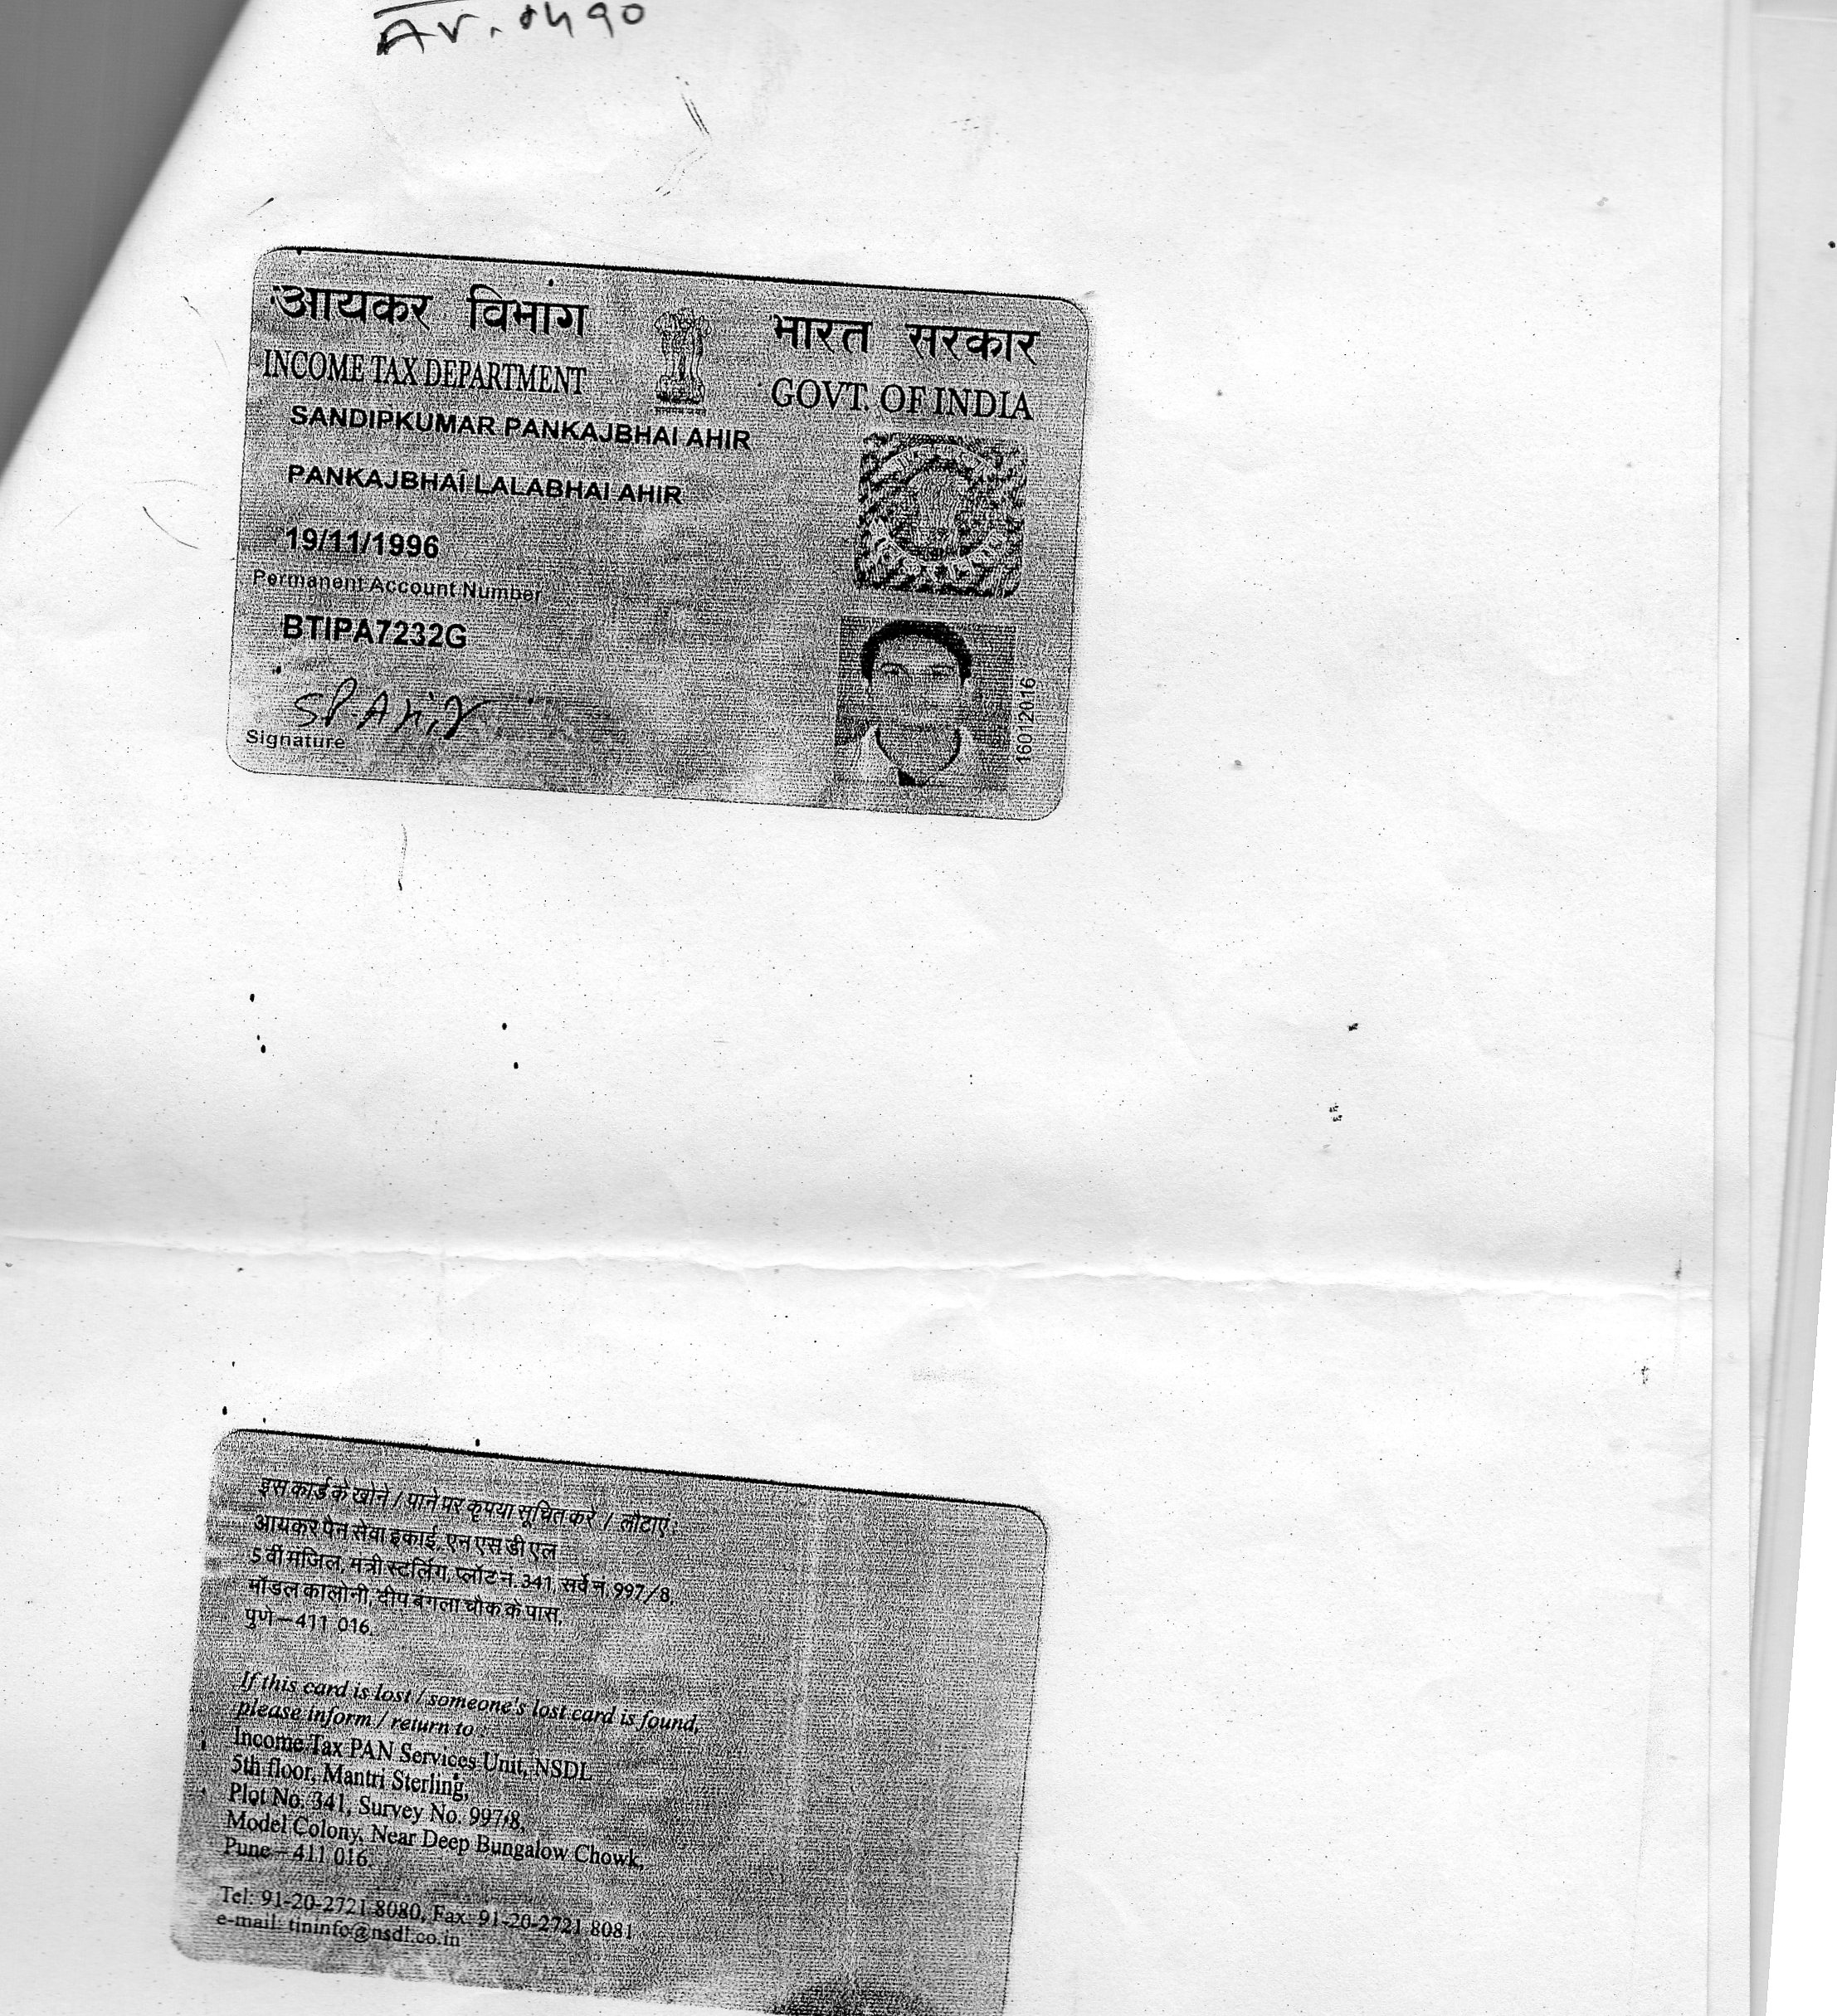 आयकर विभाग भारत सरकार
INCOME TAX DEPARTMENT GOVT. OF INDIA
SANDIPKUMAR PANKAJBHAI AHIR
PANKAJBHAI LALABHAI AHIR
19/11/1996
Permanent Account Number
BTIPA7232G
SPAhir
Signature
16012016
इस कार्ड के खोने / पाने पर कृपया सूचित करें / लौटाएं :
आयकर पैन सेवा इकाई, एन एस डी एल
5 वीं मंजिल, मंत्री स्टर्लिंग, प्लॉट नं. 341, सर्वे नं. 997/8,
मॉडल कालोनी, दीप बंगला चौक के पास,
पुणे – 411 016.
If this card is lost / someone's lost card is found,
please inform / return to :
Income Tax PAN Services Unit, NSDL
5th floor, Mantri Sterling,
Plot No. 341, Survey No. 997/8,
Model Colony, Near Deep Bungalow Chowk,
Pune – 411 016.
Tel: 91-20-2721 8080, Fax: 91-20-2721 8081
e-mail: tininfo@nsdl.co.in